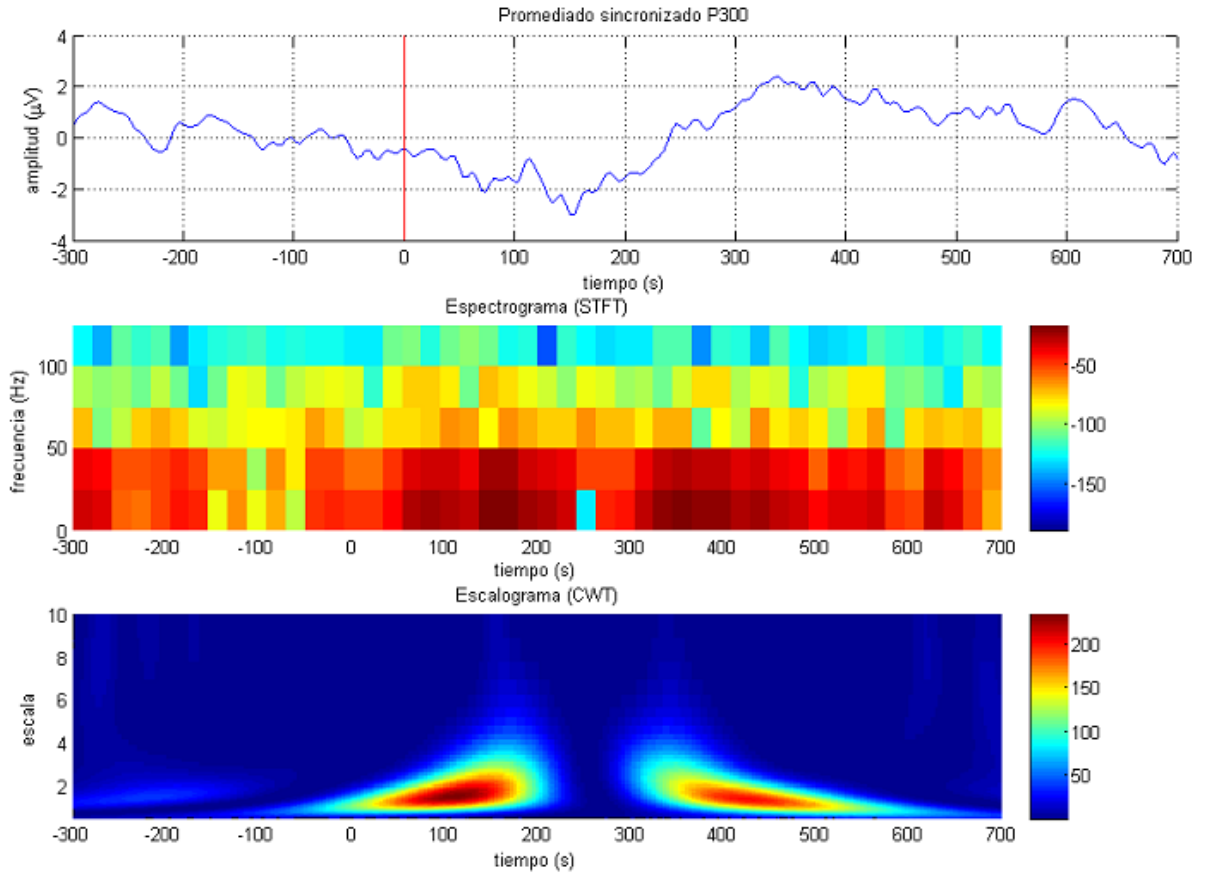 Promediado sincronizado P300
amplitud (µV)
4
2
0
-2
-4
-300 -200 -100 0 100 200 300 400 500 600 700
tiempo (s)
Espectrograma (STFT)
frecuencia (Hz)
100
50
0
-300 -200 -100 0 100 200 300 400 500 600 700
tiempo (s)
-50
-100
-150
Escalograma (CWT)
escala
10
8
6
4
2
-300 -200 -100 0 100 200 300 400 500 600 700
tiempo (s)
200
150
100
50